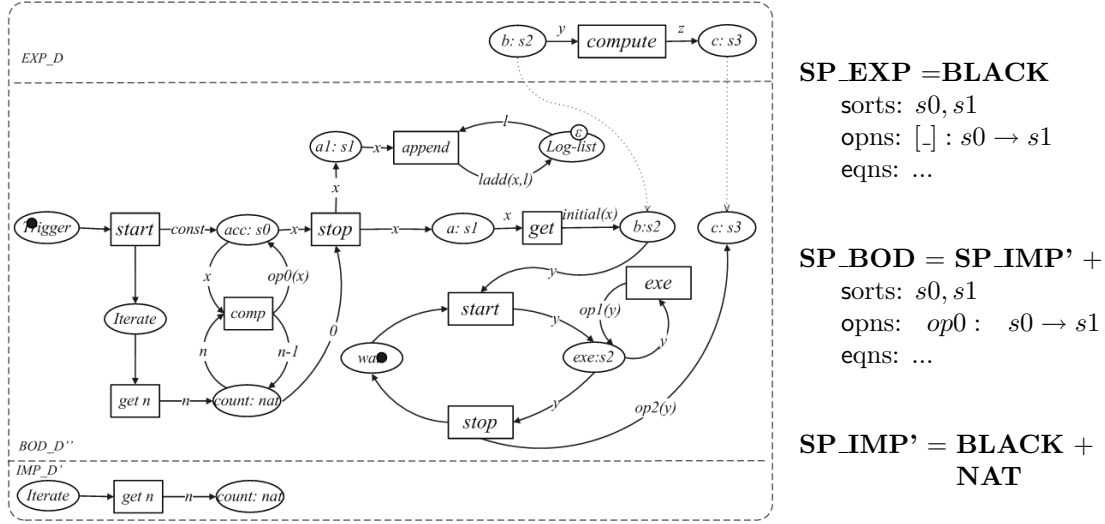 EXP_D
b: s2
y
compute
z
c: s3
a1: s1
x
append
l
ε
Log-list
ladd(x,l)
x
Trigger
start
const
acc: s0
x
stop
x
a: s1
x
get
initial(x)
b:s2
c: s3
x
op0(x)
comp
n
n-1
0
Iterate
get n
n
count: nat
y
start
y
exe
op1(y)
y
exe:s2
wait
y
stop
op2(y)
BOD_D''
IMP_D'
Iterate
get n
n
count: nat
SP_EXP =BLACK
sorts: s0, s1
opns: [_] : s0 → s1
eqns: ...
SP_BOD = SP_IMP' +
sorts: s0, s1
opns: op0 : s0 → s1
eqns: ...
SP_IMP' = BLACK +
NAT